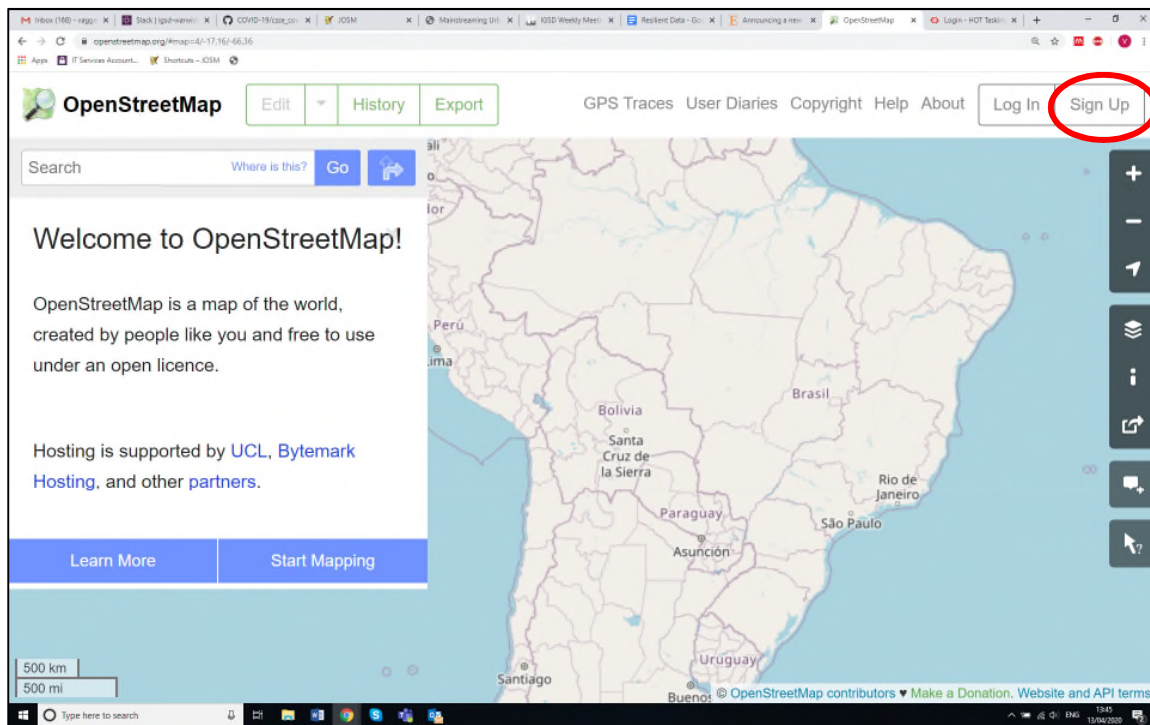 Inbox (160) - vaggo
Slack | igsd-warwick
COVID-19/csse_co
JOSM
Mainstreaming Urb
IGSD Weekly Meeti
Resilient Data - Go
Announcing a new
OpenStreetMap
Login - HOT Taskin
openstreetmap.org/#map=4/-17.16/-66.36
Apps IT Services Account... Shortcuts – JOSM
OpenStreetMap Edit History Export GPS Traces User Diaries Copyright Help About Log In Sign Up
Search Where is this? Go
Welcome to OpenStreetMap!
OpenStreetMap is a map of the world,
created by people like you and free to use
under an open licence.
Hosting is supported by UCL, Bytemark
Hosting, and other partners.
Learn More Start Mapping
ali
dor
Perú
Lima
Brasil
Bolivia
Santa
Cruz de
la Sierra
Rio de
Janeiro
Paraguay
São Paulo
Asunción
Uruguay
Santiago
Buenos
500 km
500 mi
© OpenStreetMap contributors ♥ Make a Donation. Website and API terms
Type here to search
ENG
13:45
13/04/2020